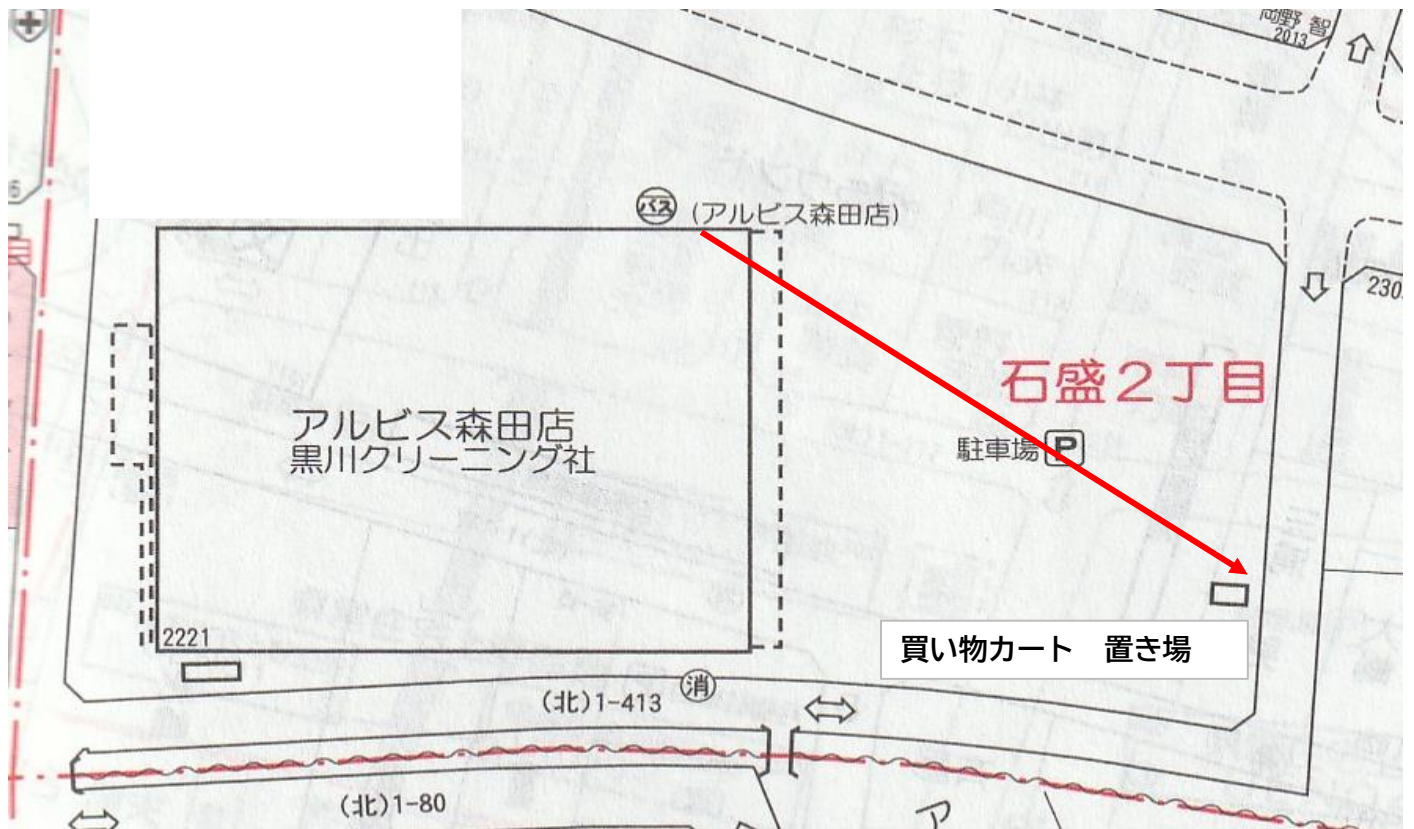 岡野 智
2013
バス (アルビス森田店)
230
石盛2丁目
アルビス森田店
黒川クリーニング社
駐車場 P
2221
買い物カート 置き場
消
(北)1-413
(北)1-80
ア